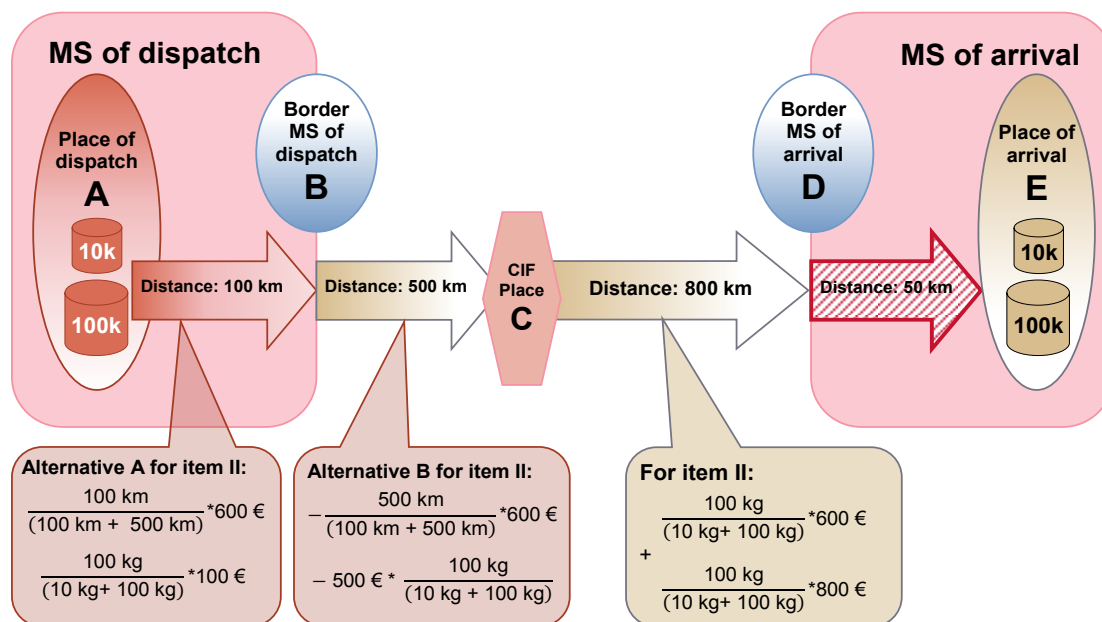 MS of dispatch
MS of arrival
Place of
dispatch
A
10k
100k
Border
MS of
dispatch
B
Border
MS of
arrival
D
Place of
arrival
E
10k
100k
Distance: 100 km
Distance: 500 km
CIF
Place
C
Distance: 800 km
Distance: 50 km
Alternative A for item II:
100 km
(100 km + 500 km) *600 €
100 kg
(10 kg+ 100 kg) *100 €
Alternative B for item II:
− 500 km
(100 km + 500 km) *600 €
− 500 € * 100 kg
(10 kg + 100 kg)
For item II:
100 kg
(10 kg+ 100 kg) *600 €
+
100 kg
(10 kg+ 100 kg) *800 €